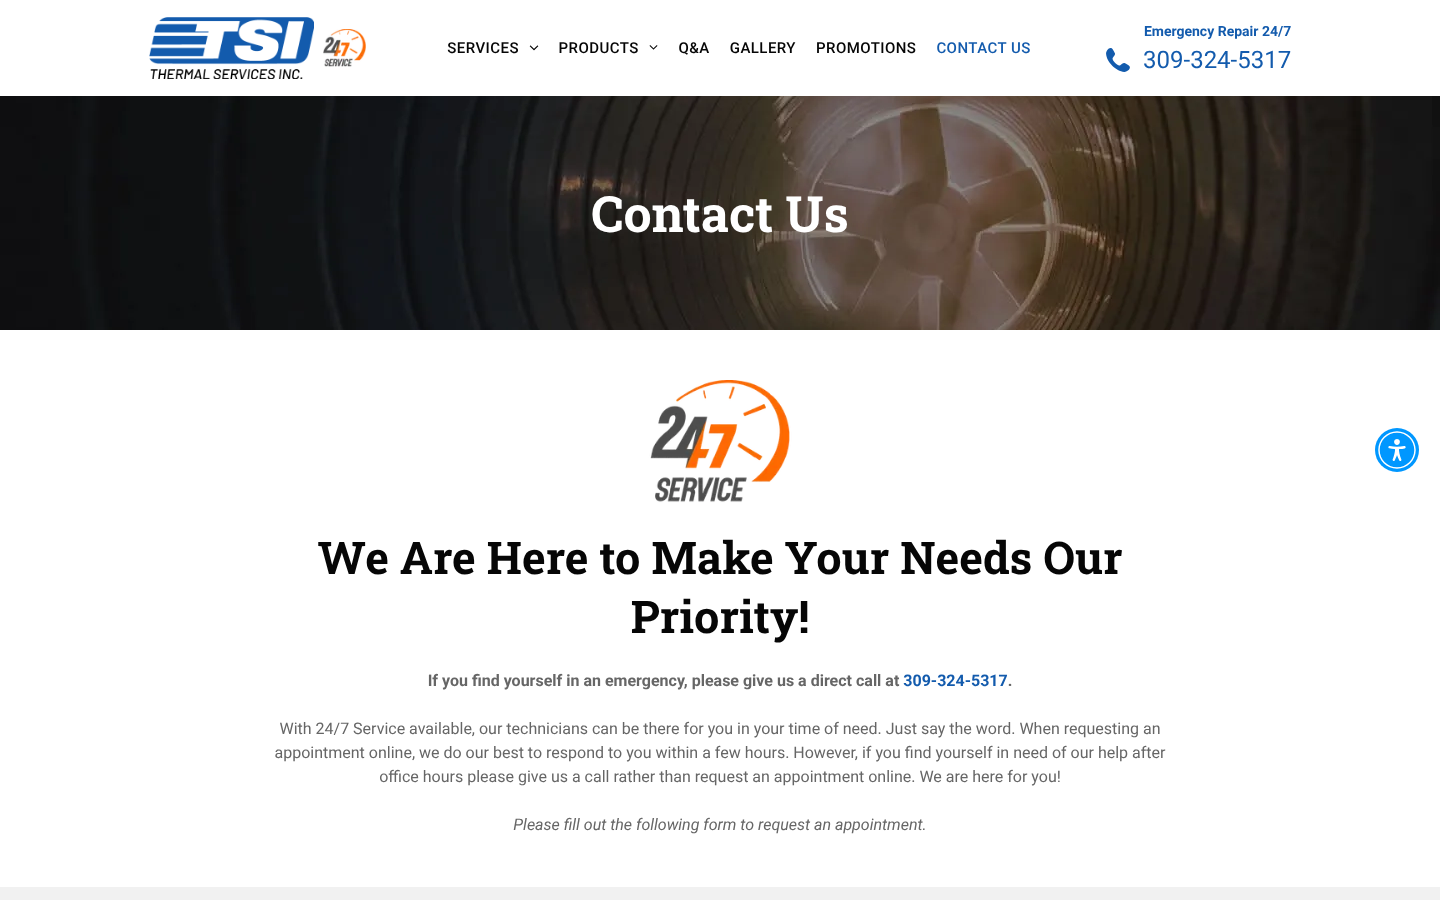 TSI
THERMAL SERVICES INC.
24-7
SERVICE
SERVICES
PRODUCTS
Q&A
GALLERY
PROMOTIONS
CONTACT US
Emergency Repair 24/7
309-324-5317
Contact Us
24-7
SERVICE
We Are Here to Make Your Needs Our
Priority!
If you find yourself in an emergency, please give us a direct call at 309-324-5317.
With 24/7 Service available, our technicians can be there for you in your time of need. Just say the word. When requesting an
appointment online, we do our best to respond to you within a few hours. However, if you find yourself in need of our help after
office hours please give us a call rather than request an appointment online. We are here for you!
Please fill out the following form to request an appointment.